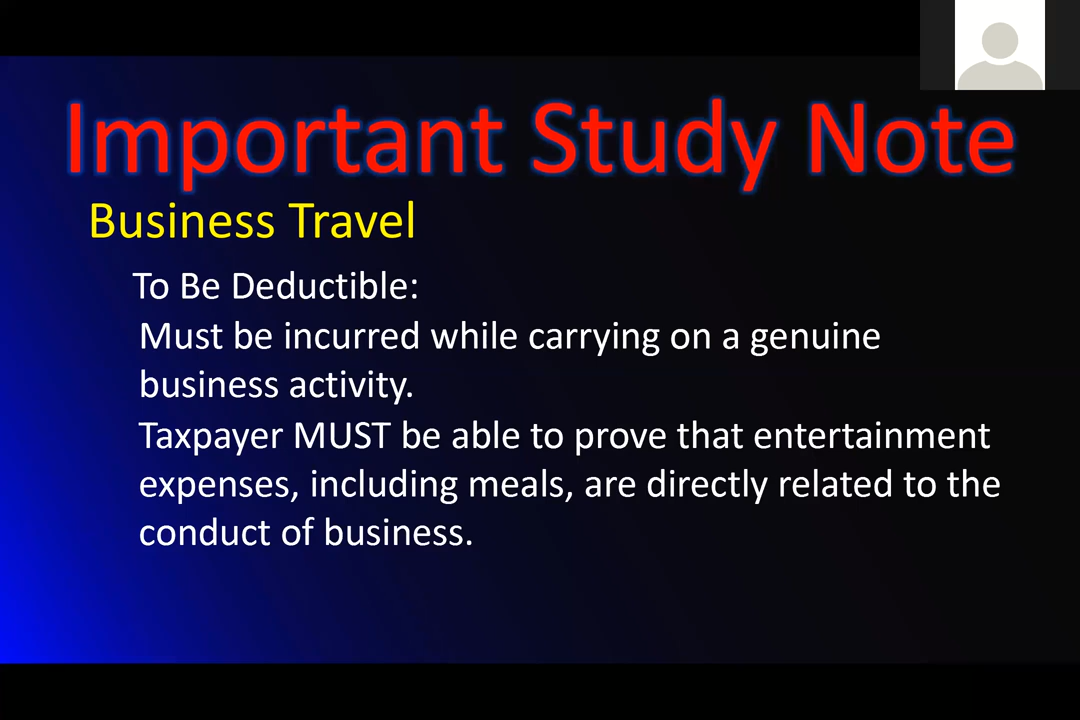 Important Study Note
Business Travel
To Be Deductible:
Must be incurred while carrying on a genuine
business activity.
Taxpayer MUST be able to prove that entertainment
expenses, including meals, are directly related to the
conduct of business.